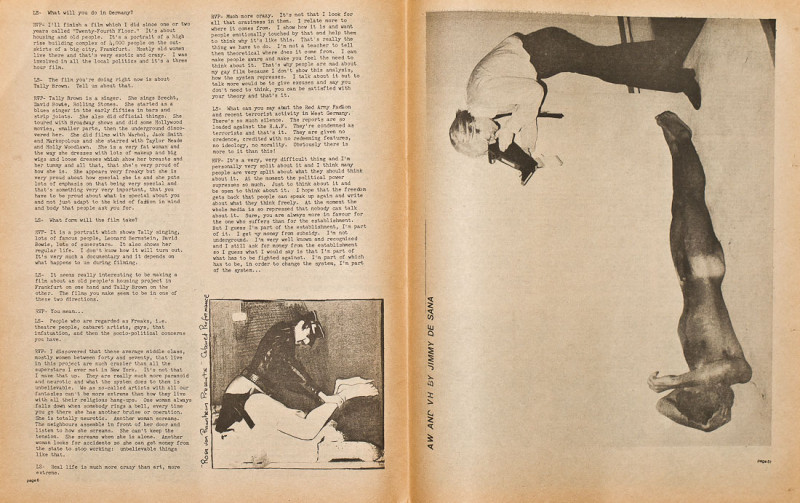 LS- What will you do in Germany?
RVP- I'll finish a film which I did since one or two
years called "Twenty-Fourth Floor." It's about
housing and old people. It's a portrait of a high
rise building complex of 4,000 people on the out-
skirts of a big city, Frankfurt. Mostly old women
live there and that's very exotic and crazy. I was
involved in all the local politics and it's a three
hour film.
LS- The film you're doing right now is about
Tally Brown. Tell us about that.
RVP- Tally Brown is a singer. She sings Brecht,
David Bowie, Rolling Stones. She started as a
blues singer in the early fifties in bars and
strip joints. She also did official things. She
toured with Broadway shows and did some Hollywood
movies, smaller parts, then the underground disco-
vered her. She did films with Warhol, Jack Smith
and Markopoulos and she starred with Taylor Meade
and Holly Woodlawn. She is a very fat woman and
the way she dresses with lots of makeup and big
wigs and loose dresses which show her breasts and
her tummy and all that, that she's very proud of
how she is. She appears very freaky but she is
very proud about how special she is and she puts
lots of emphasis on that being very special and
that's something very very important, that you
have to be proud about what is special about you
and not just adapt to the kind of fashion in mind
and body that people ask you for.
LS- What form will the film take?
RVP- It is a portrait which shows Tally singing,
lots of famous people, Leonard Bernstein, David
Bowie, lots of superstars. It also shows her
regular life. I don't know how it will turn out.
It's very much a documentary and it depends on
what happens to us during filming.
LS- It seems really interesting to be making a
film about an old people's housing project in
Frankfurt on one hand and Tally Brown on the
other. The films you make seem to be in one of
these two directions.
RVP- You mean...
LS- People who are regarded as Freaks, i.e.
theatre people, cabaret artists, gays, that
infatuation, and then the socio-political concerns
you have.
RVP- I discovered that these average middle class,
mostly women between forty and seventy, that live
in this project are much crazier than all the
superstars I ever met in New York. It's not that
I make that up. They are really much more paranoid
and neurotic and what the system does to them is
unbelievable. We as so-called artists with all our
fantasies can't be more extreme than how they live
with all their religious hang-ups. One woman always
falls down when somebody rings a bell, every time
you go there she has another bruise or operation.
She is totally neurotic. Another woman screams.
The neighbours assemble in front of her door and
listen to how she screams. She can't keep the
tension. She screams when she is alone. Another
woman looks for accidents so she can get money from
the state to stop working: unbelievable things
like that.
LS- Real life is much more crazy than art, more
extreme.
page 8
RVP- Much more crazy. It's not that I look for
all that craziness in them. I relate more to
where it comes from. I show how it is and want
people emotionally touched by that and help them
to think why it's like this. That's really the
thing we have to do. I'm not a teacher to tell
them theoretical where does it come from. I can
make people aware and make you feel the need to
think about it. That's why people are mad about
my gay film because I don't show this analysis,
how the system represses. I talk about it but to
talk more would be to give excuses and say you
don't need to think, you can be satisfied with
your theory and that's it.
LS- What can you say about the Red Army Faction
and recent terrorist activity in West Germany.
There's so much silence. The reports are so
loaded against the R.A.F. They're condemned as
terrorists and that's it. They are given no
credence, credited with no redeeming features,
no ideology, no morality. Obviously there is
more to it than this!
RVP- It's a very, very difficult thing and I'm
personally very split about it and I think many
people are very split about what they should think
about it. At the moment the political power
supresses so much. Just to think about it and
be open to think about it. I hope that the freedom
gets back that people can speak up again and write
about what they think freely. At the moment the
whole media is so repressed that nobody can talk
about it. Sure, you are always more in favour for
the one who suffers than for the establishment.
But I guess I'm part of the establishment, I'm part
of it. I get my money from subsidy. I'm not
underground. I'm very well known and recognised
and I still ask for money from the establishment
so I guess what I would say is that I'm part of
what has to be fighted against. I'm part of which
has to be, in order to change the system, I'm part
of the system...
Rosa von Praunheim Presents - Cabaret Performance
AW AND VH BY JIMMY DE SANA